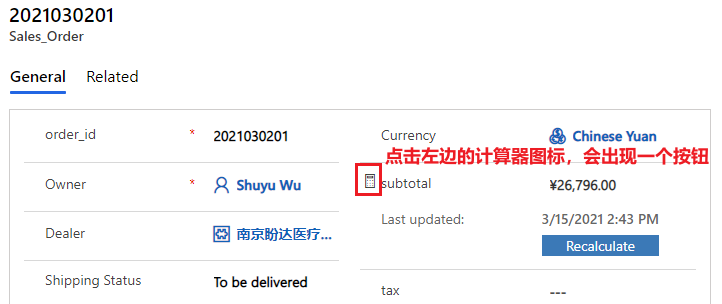 2021030201
Sales_Order
General Related
order_id * 2021030201
Currency Chinese Yuan
点击左边的计算器图标，会出现一个按钮
Owner * Shuyu Wu
subtotal ¥26,796.00
Last updated: 3/15/2021 2:43 PM
Dealer 南京盼达医疗...
Recalculate
Shipping Status To be delivered
tax ---